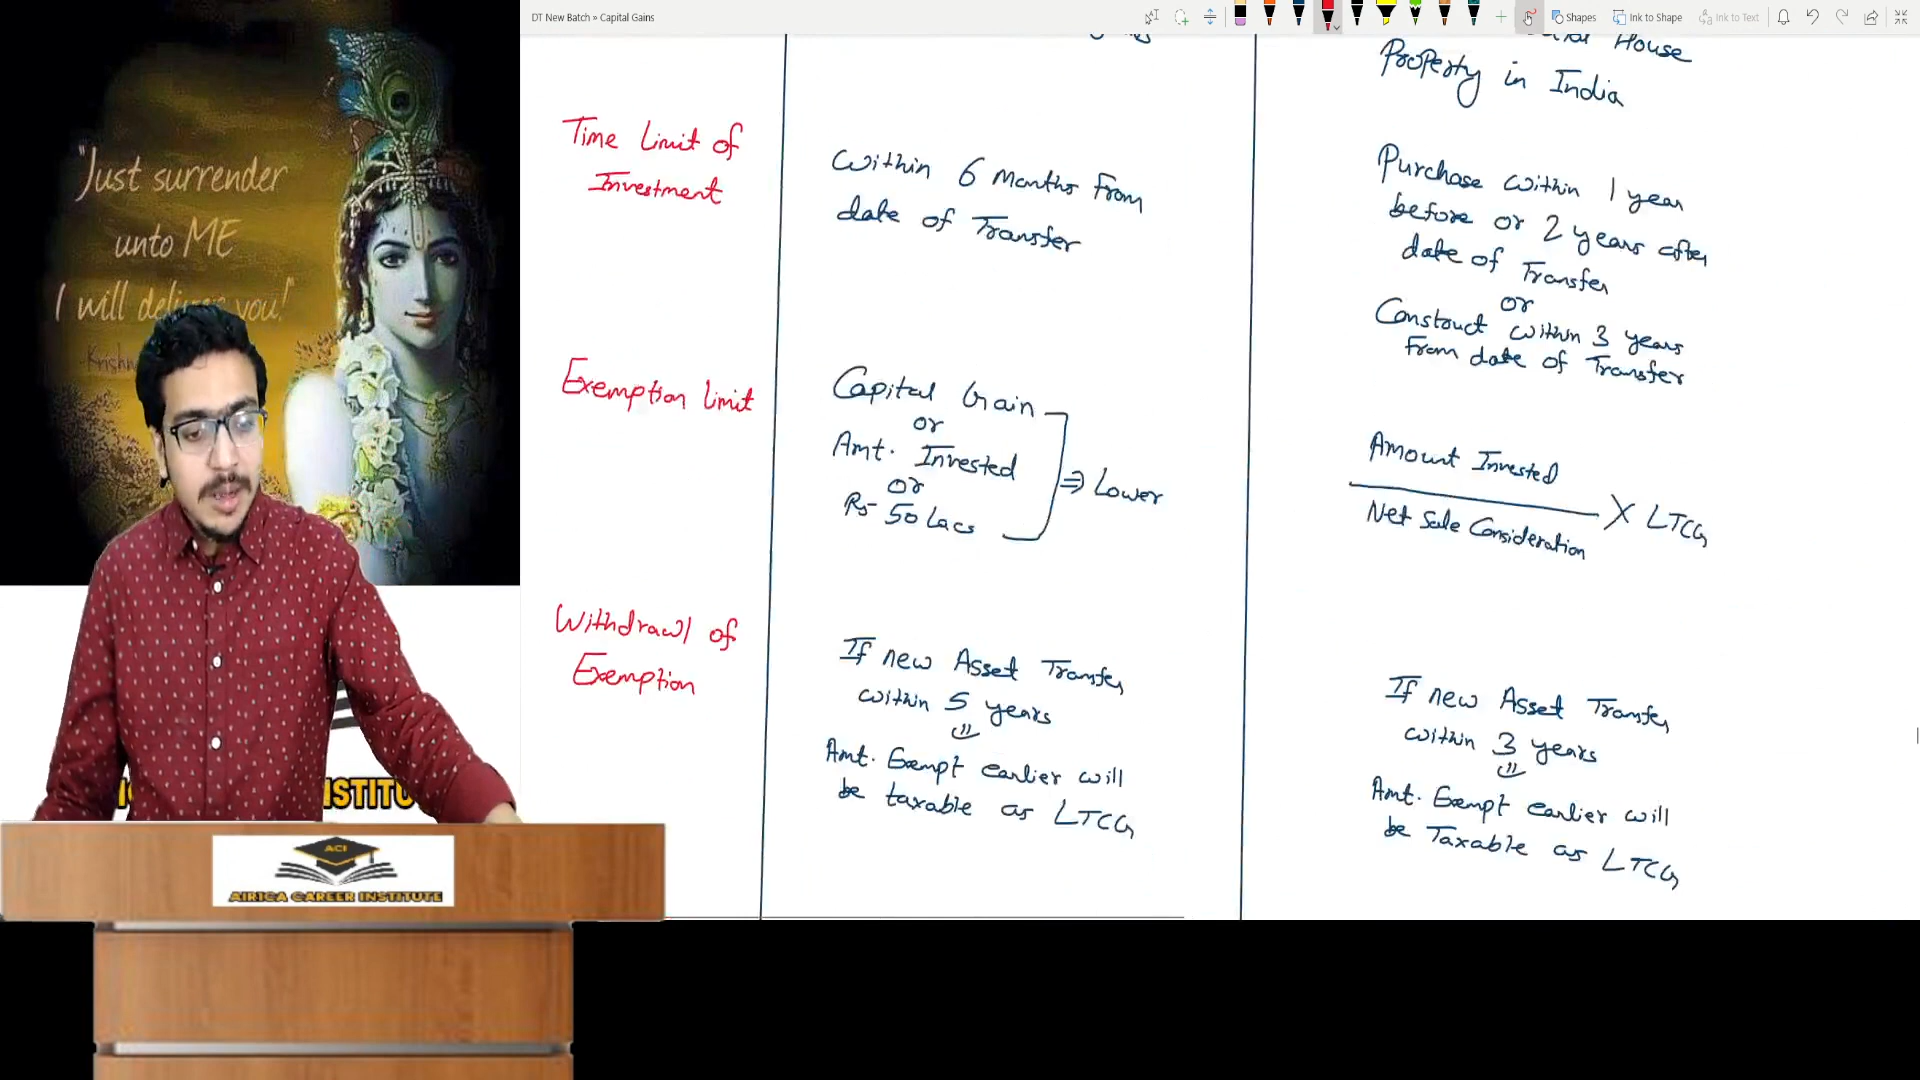 DT New Batch » Capital Gains
Shapes
Ink to Shape
Ink to Text
"Just surrender
unto ME
I will deliver you!"
House
Property in India
Time Limit of
Investment
Within 6 Months From
date of Transfer
Purchase within 1 year
before or 2 years after
date of Transfer
or
Construct within 3 years
From date of Transfer
Exemption limit
Capital Gain
or
Amt. Invested
or
Rs- 50 Lacs
⇒ Lower
Amount Invested
Net Sale Consideration
X LTCG
Withdrawl of
Exemption
If new Asset Transfer
within 5 years
Amt. Exempt earlier will
be taxable as LTCG
If new Asset Transfer
within 3 years
Amt. Exempt earlier will
be Taxable as LTCG
ACI
AIRICA CAREER INSTITUTE